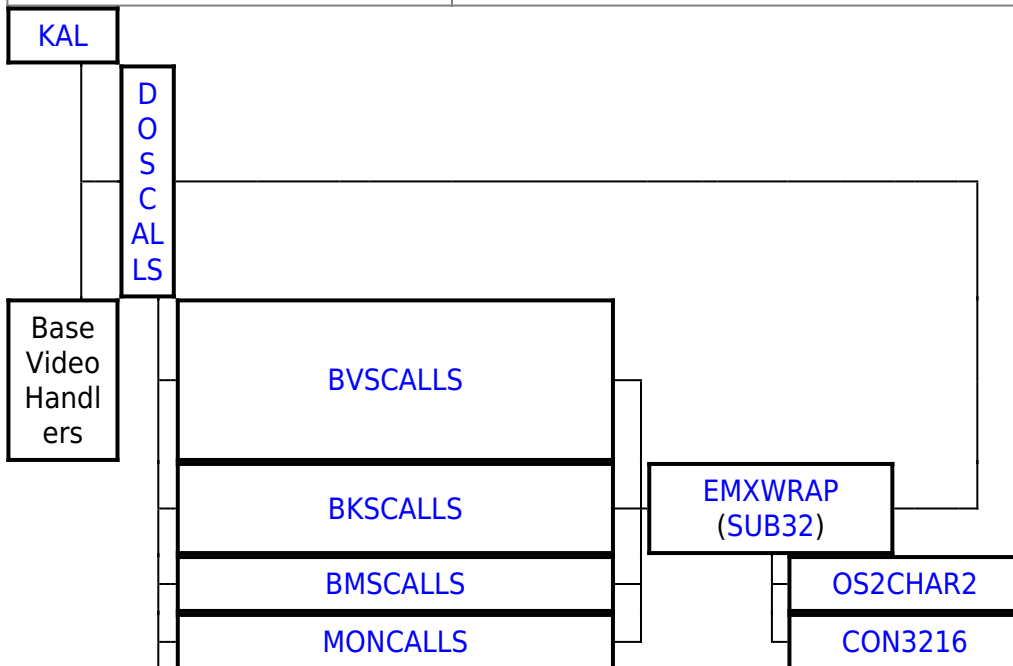 KAL
D
O
S
C
AL
LS
Base
Video
Handl
ers
BVSCALLS
BKSCALLS
EMXWRAP
(SUB32)
BMSCALLS
OS2CHAR2
MONCALLS
CON3216